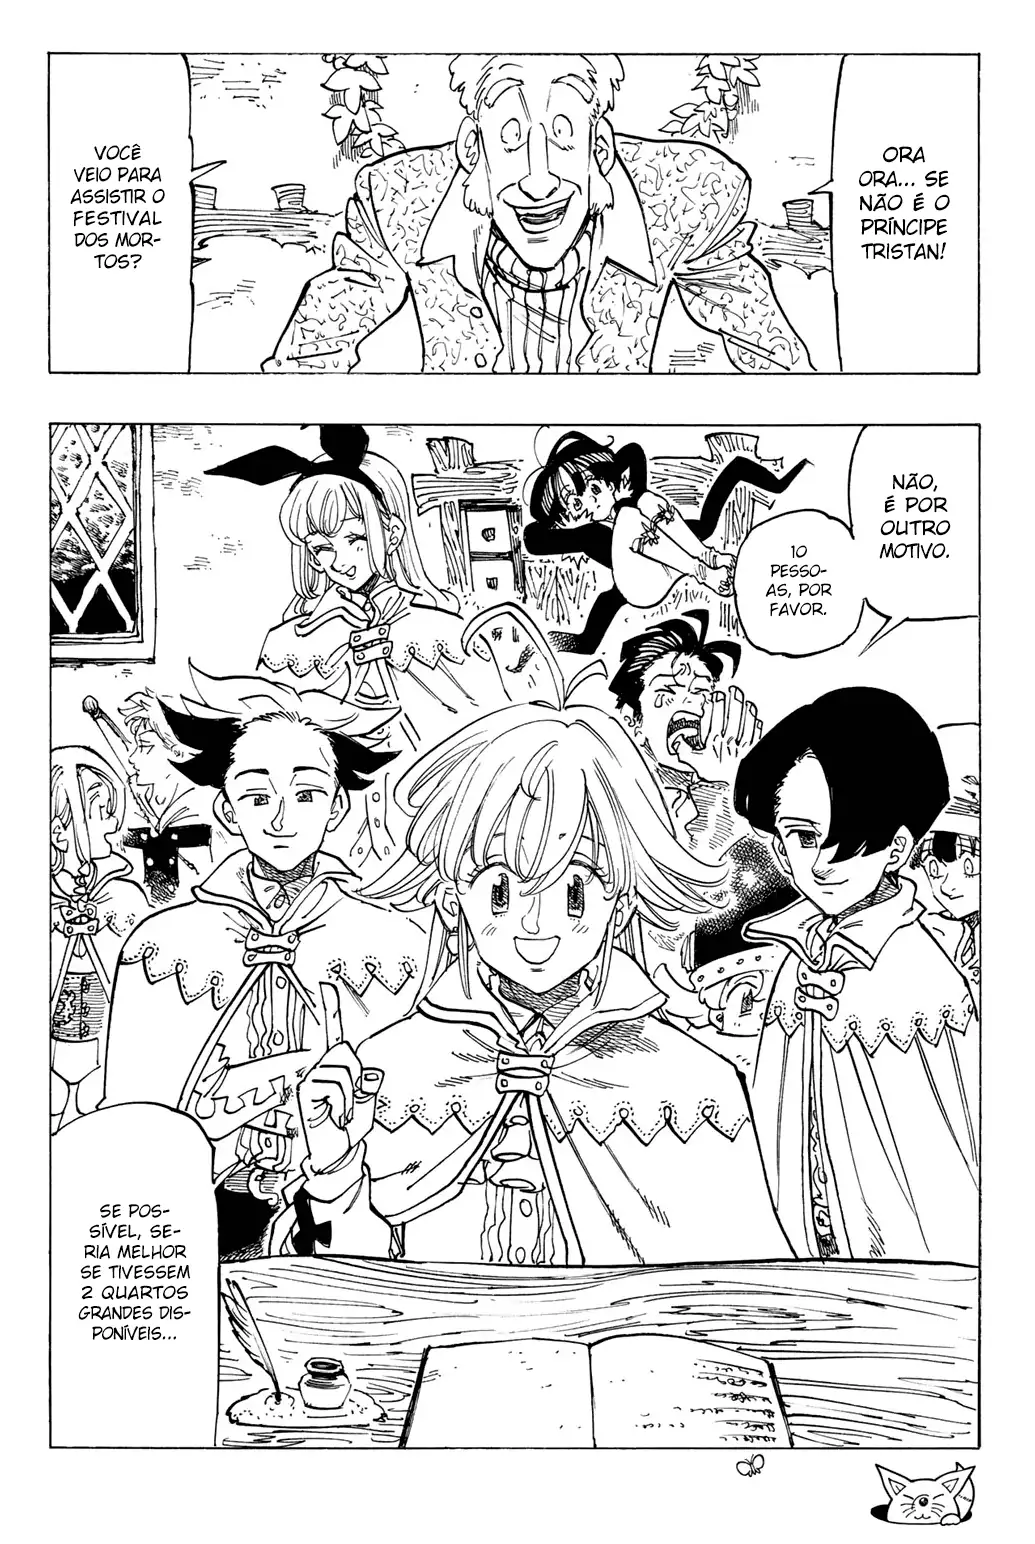 ORA
ORA... SE
NÃO É O
PRÍNCIPE
TRISTAN!
VOCÊ
VEIO PARA
ASSISTIR O
FESTIVAL
DOS MOR-
TOS?
NÃO,
É POR
OUTRO
MOTIVO.
10
PESSO-
AS, POR
FAVOR.
SE POS-
SÍVEL, SE-
RIA MELHOR
SE TIVESSEM
2 QUARTOS
GRANDES DIS-
PONÍVEIS...